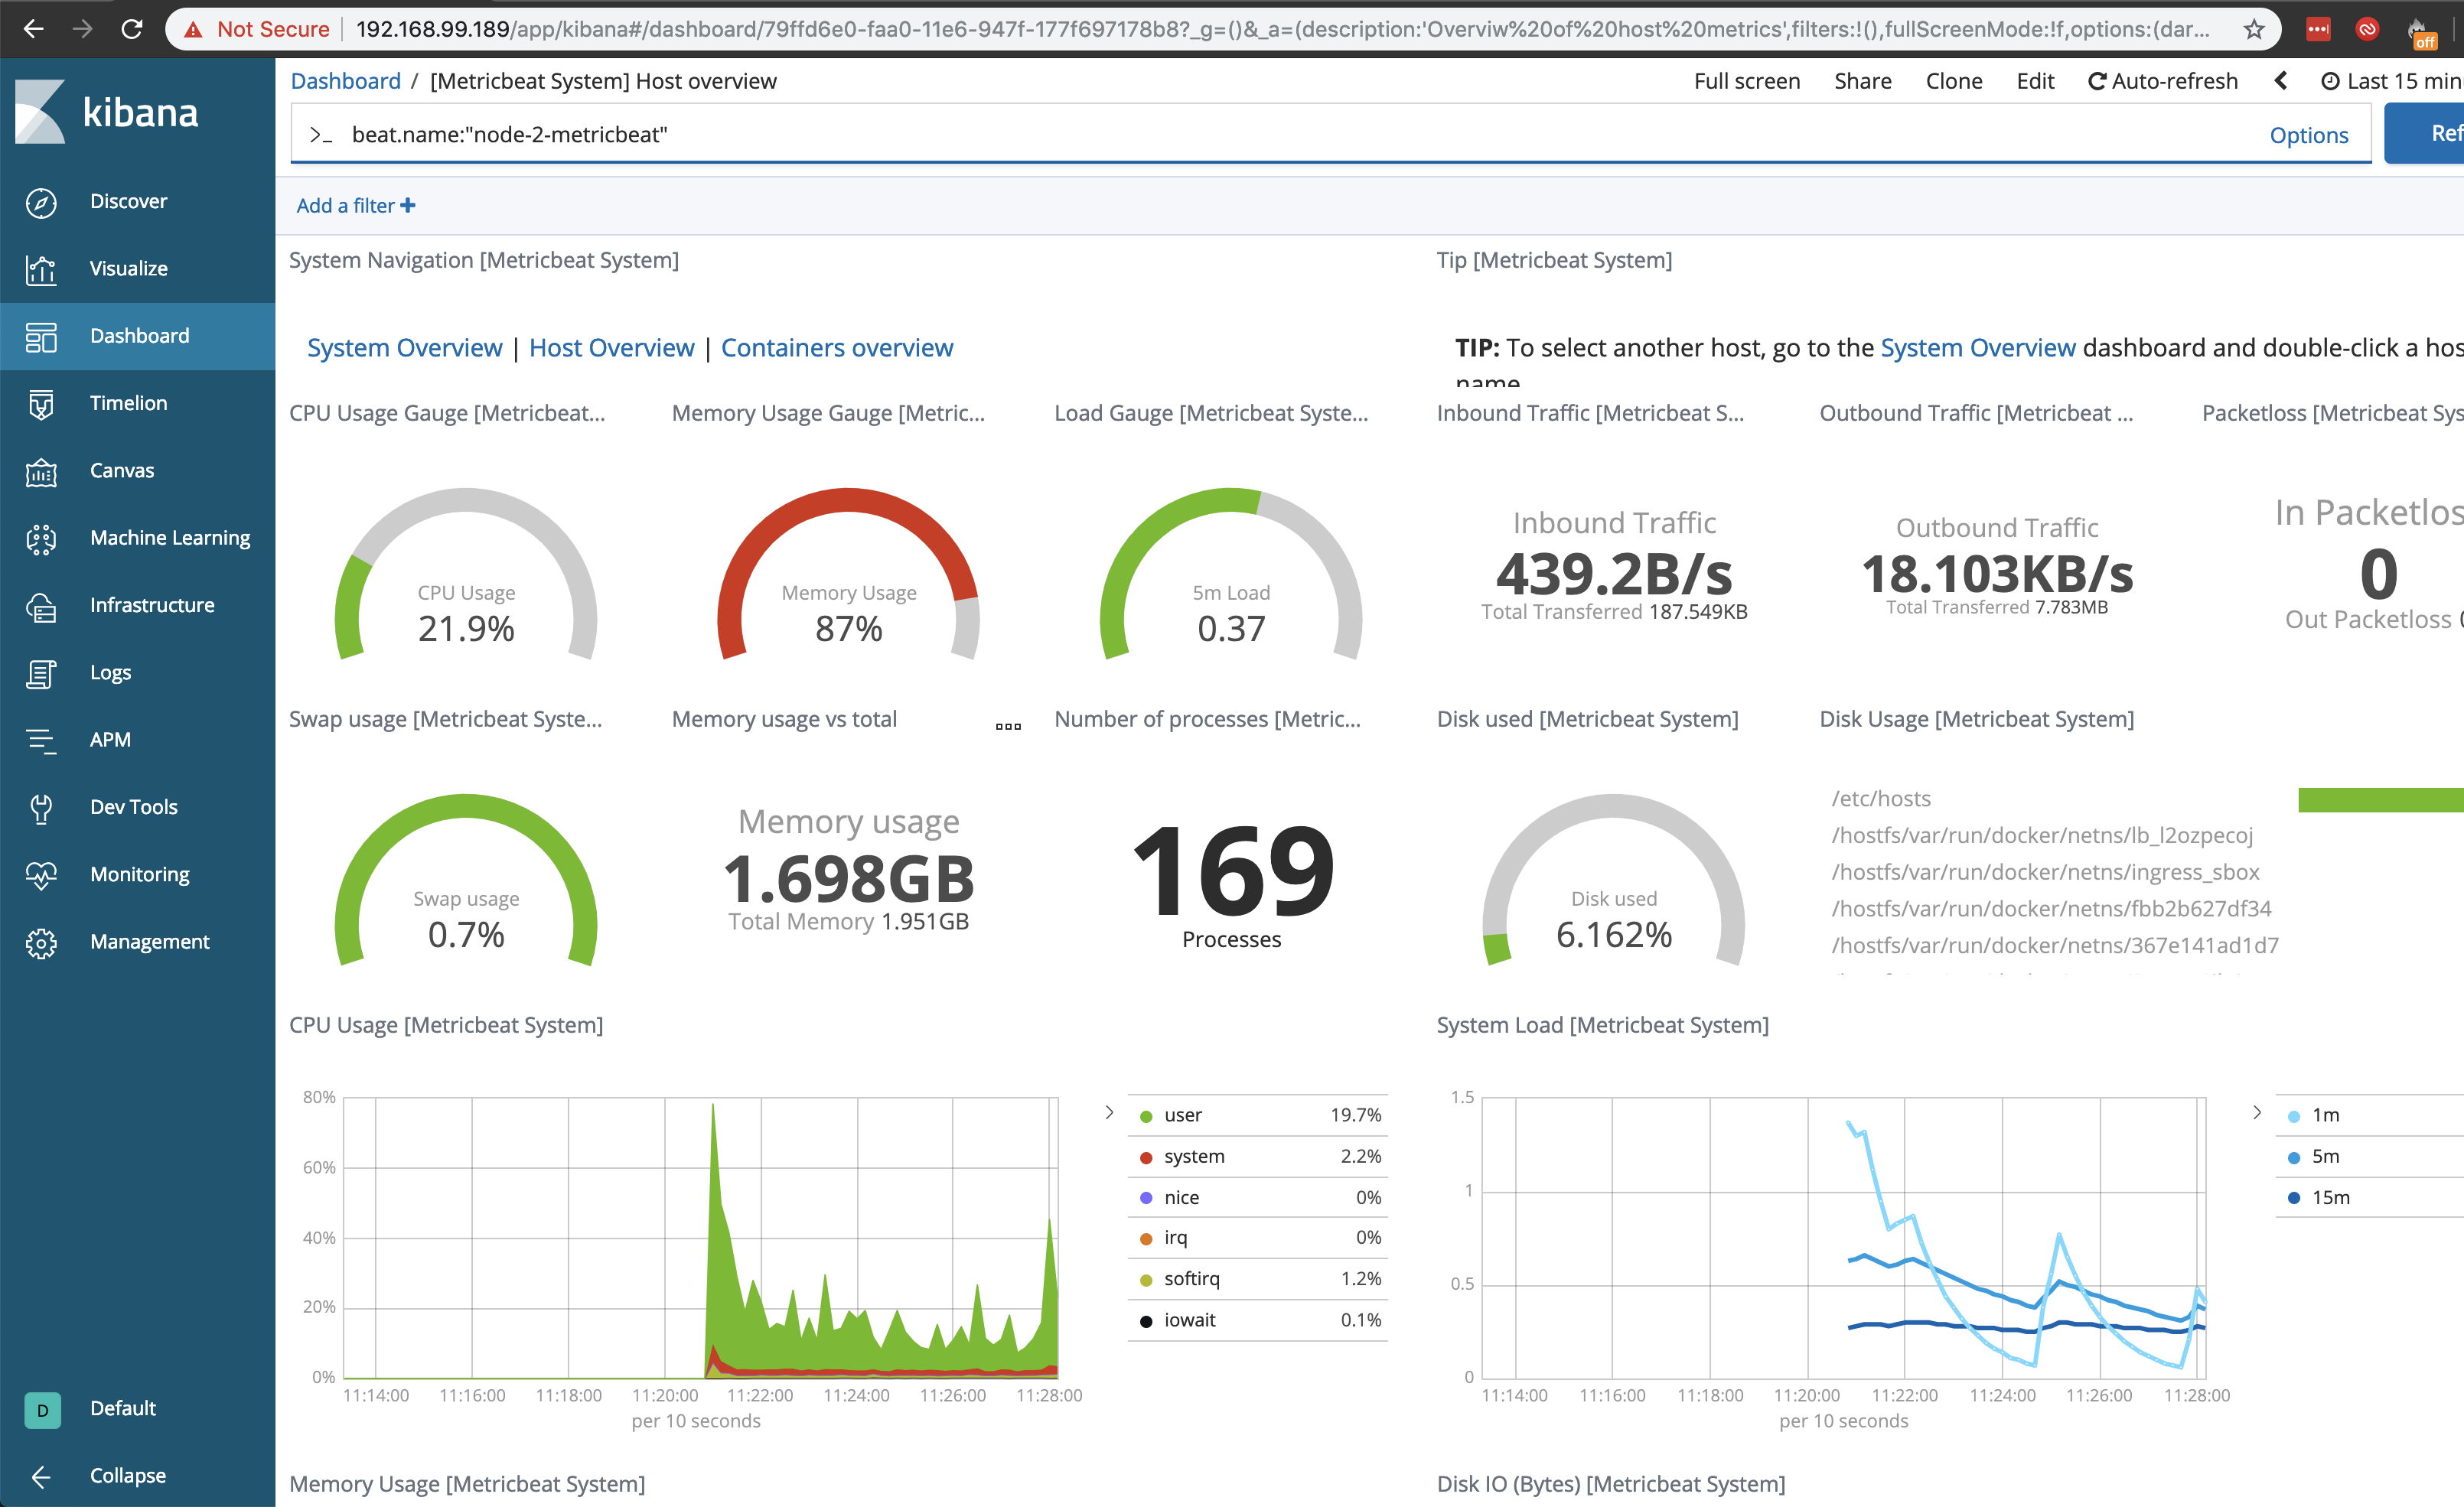 Not Secure
192.168.99.189/app/kibana#/dashboard/79ffd6e0-faa0-11e6-947f-177f697178b8?_g=()&_a=(description:'Overviw%20of%20host%20metrics',filters:!(),fullScreenMode:!f,options:(dar...
off
kibana
Discover
Visualize
Dashboard
Timelion
Canvas
Machine Learning
Infrastructure
Logs
APM
Dev Tools
Monitoring
Management
D Default
Collapse
Dashboard / [Metricbeat System] Host overview
Full screen Share Clone Edit Auto-refresh Last 15 min
>_ beat.name:"node-2-metricbeat"
Options
Ref
Add a filter +
System Navigation [Metricbeat System]
Tip [Metricbeat System]
System Overview | Host Overview | Containers overview
TIP: To select another host, go to the System Overview dashboard and double-click a hos
name
CPU Usage Gauge [Metricbeat...
Memory Usage Gauge [Metric...
Load Gauge [Metricbeat Syste...
Inbound Traffic [Metricbeat S...
Outbound Traffic [Metricbeat ...
Packetloss [Metricbeat Sys
CPU Usage
21.9%
Memory Usage
87%
5m Load
0.37
Inbound Traffic
439.2B/s
Total Transferred 187.549KB
Outbound Traffic
18.103KB/s
Total Transferred 7.783MB
In Packetlos
0
Out Packetloss 0
Swap usage [Metricbeat Syste...
Memory usage vs total
Number of processes [Metric...
Disk used [Metricbeat System]
Disk Usage [Metricbeat System]
Swap usage
0.7%
Memory usage
1.698GB
Total Memory 1.951GB
169
Processes
Disk used
6.162%
/etc/hosts
/hostfs/var/run/docker/netns/lb_l2ozpecoj
/hostfs/var/run/docker/netns/ingress_sbox
/hostfs/var/run/docker/netns/fbb2b627df34
/hostfs/var/run/docker/netns/367e141ad1d7
CPU Usage [Metricbeat System]
80%
60%
40%
20%
0%
11:14:00 11:16:00 11:18:00 11:20:00 11:22:00 11:24:00 11:26:00 11:28:00
per 10 seconds
user 19.7%
system 2.2%
nice 0%
irq 0%
softirq 1.2%
iowait 0.1%
System Load [Metricbeat System]
1.5
1
0.5
0
11:14:00 11:16:00 11:18:00 11:20:00 11:22:00 11:24:00 11:26:00 11:28:00
per 10 seconds
1m
5m
15m
Memory Usage [Metricbeat System]
Disk IO (Bytes) [Metricbeat System]